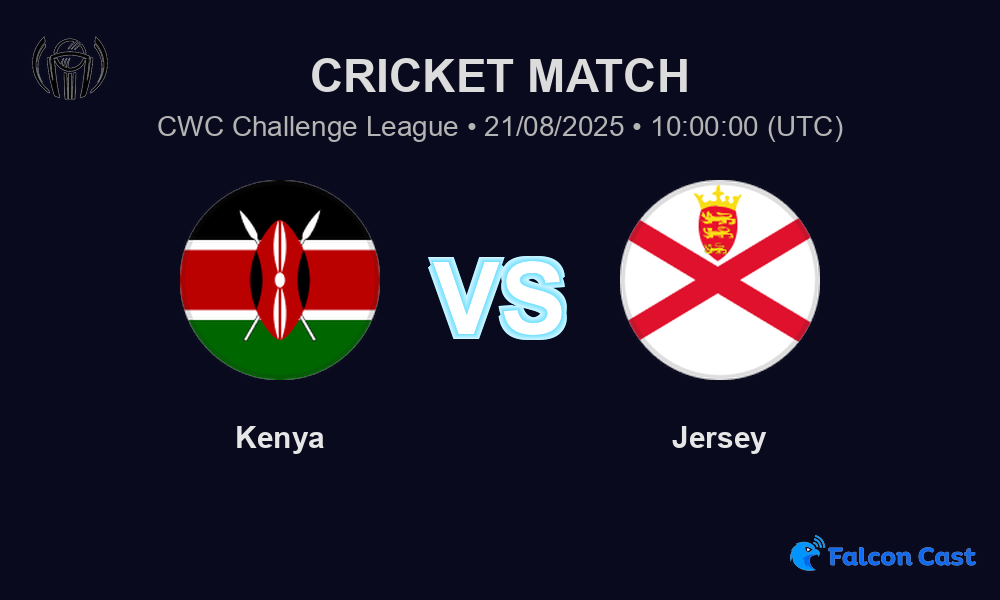 CRICKET MATCH
CWC Challenge League • 21/08/2025 • 10:00:00 (UTC)
VS
Kenya
Jersey
Falcon Cast